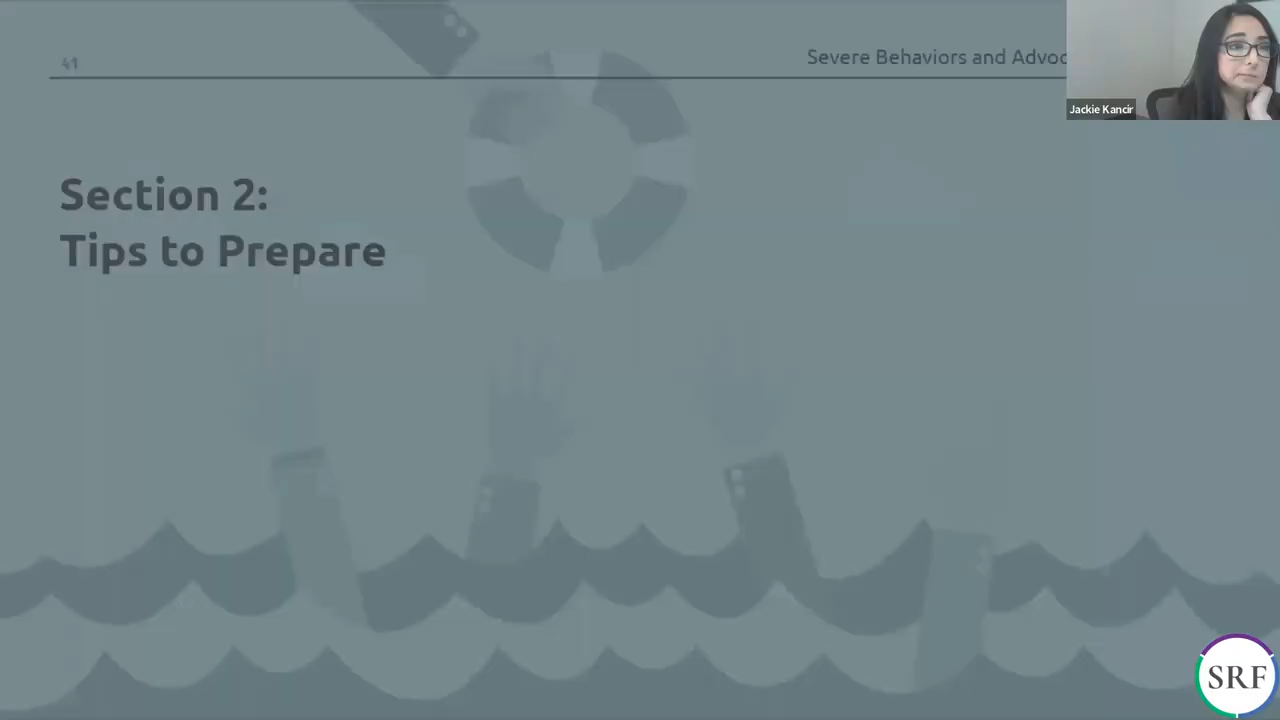 41
Severe Behaviors and Advoc
Jackie Kancir
Section 2:
Tips to Prepare
SRF